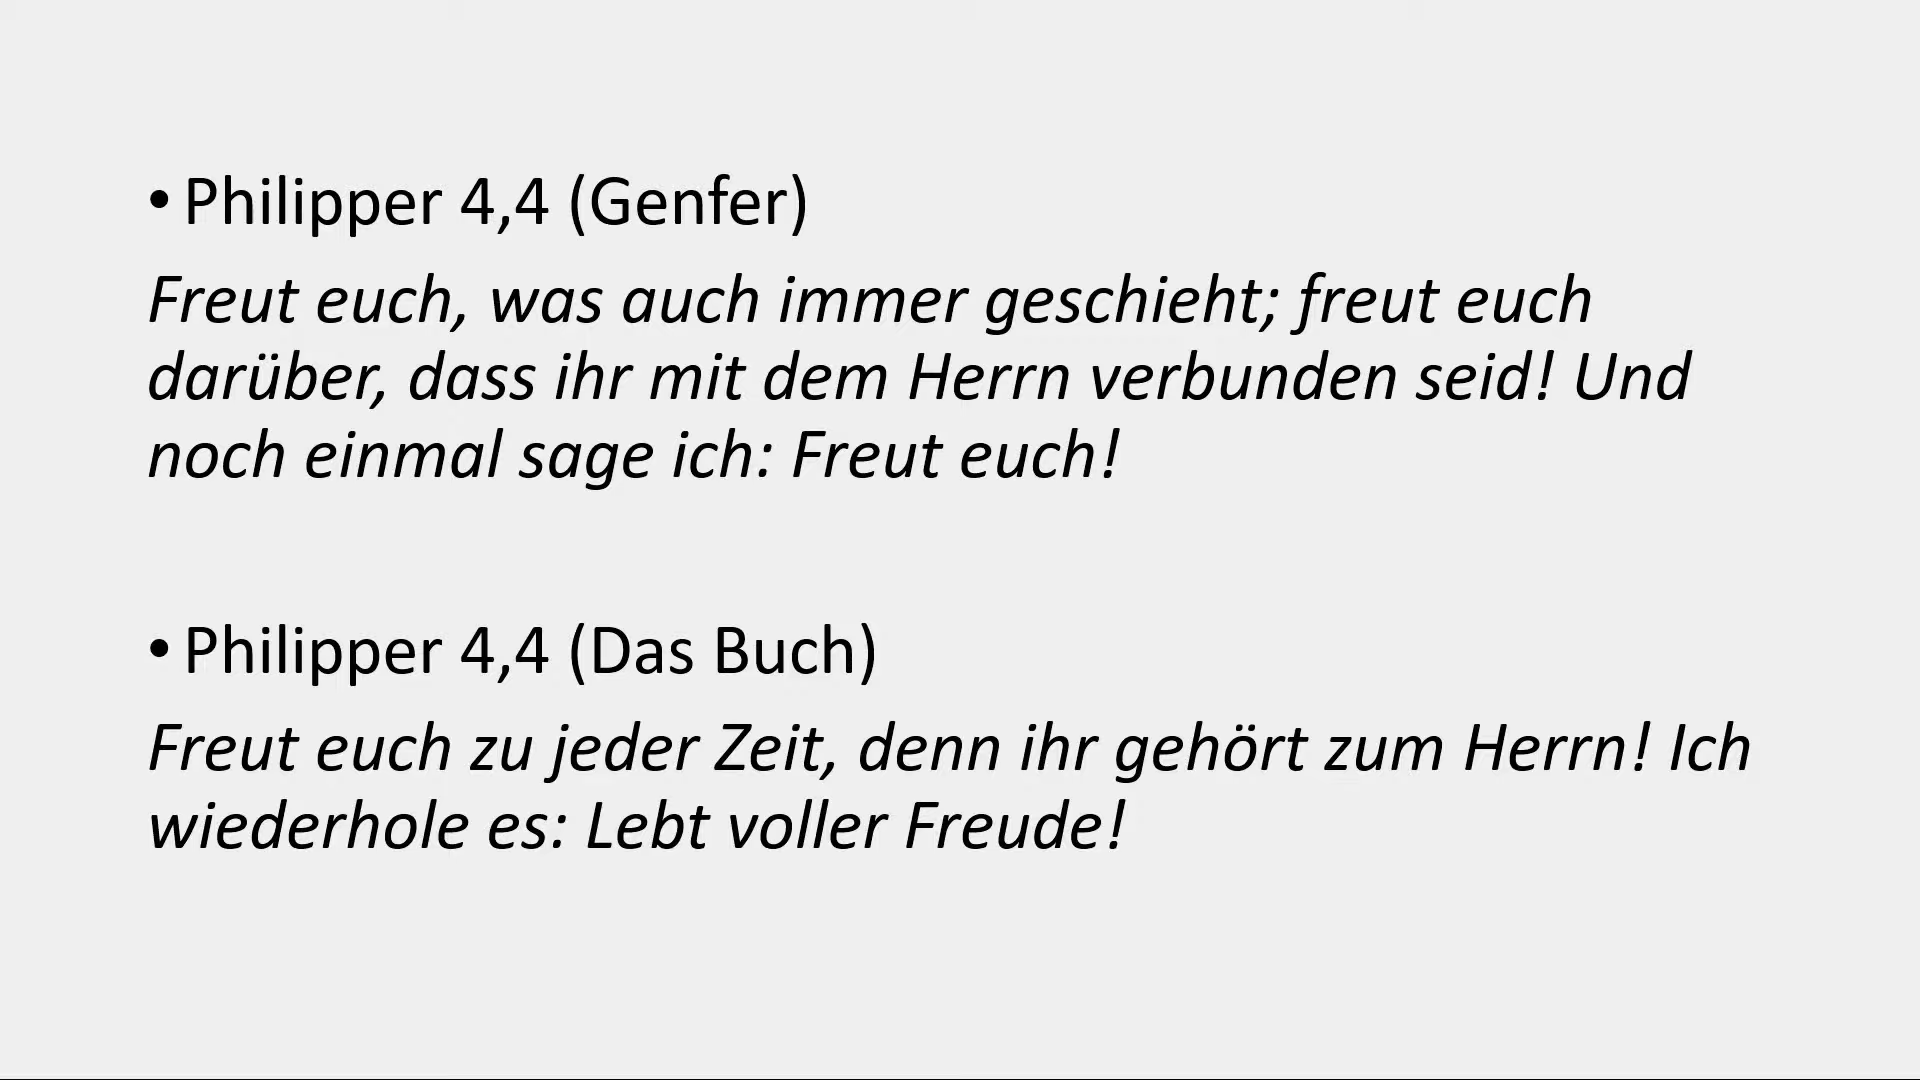 • Philipper 4,4 (Genfer)
Freut euch, was auch immer geschieht; freut euch
darüber, dass ihr mit dem Herrn verbunden seid! Und
noch einmal sage ich: Freut euch!
• Philipper 4,4 (Das Buch)
Freut euch zu jeder Zeit, denn ihr gehört zum Herrn! Ich
wiederhole es: Lebt voller Freude!